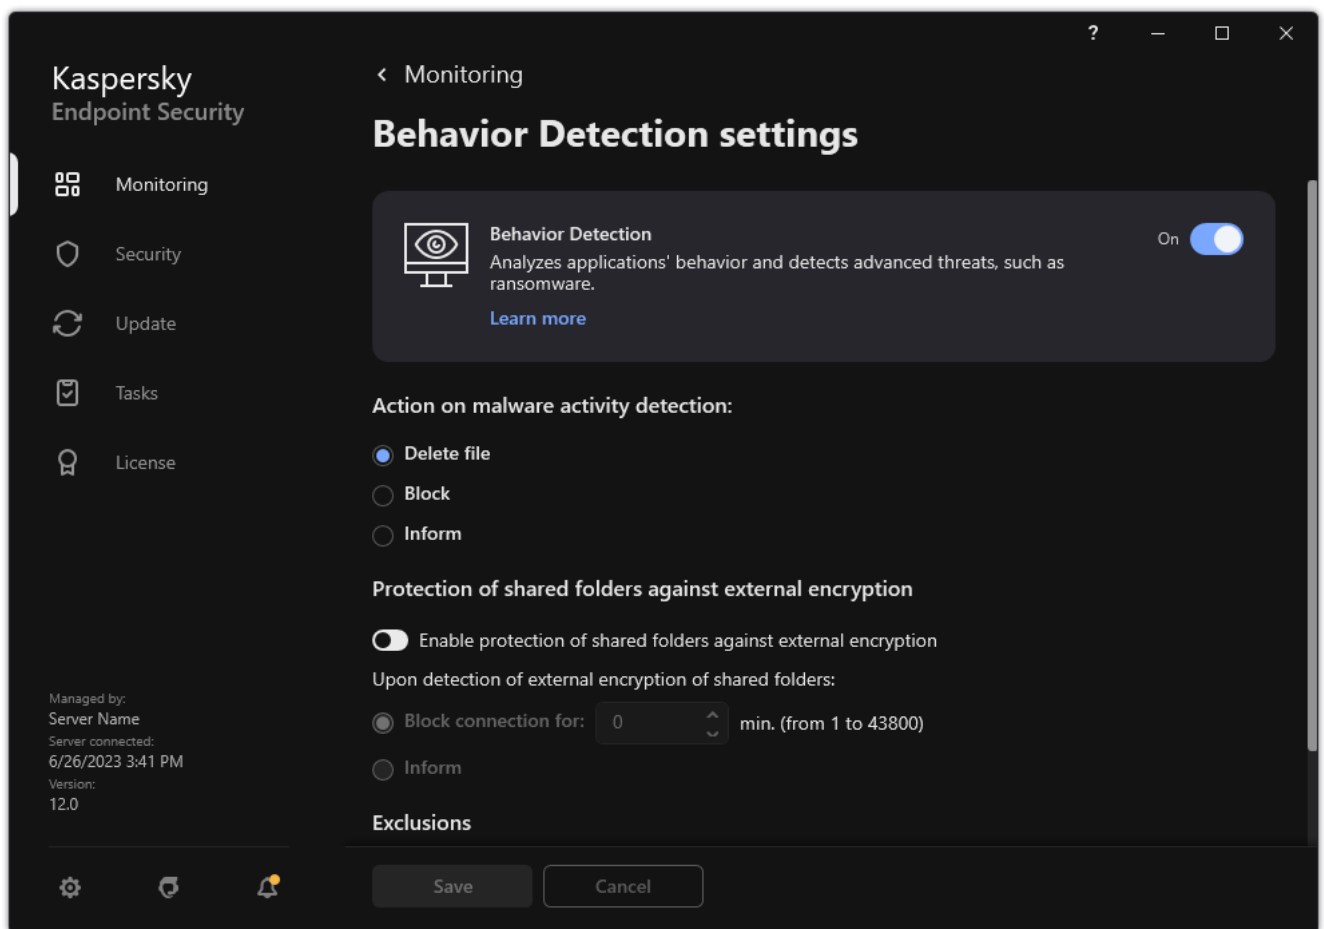 ?
Kaspersky
Endpoint Security
Monitoring
Security
Update
Tasks
License
Managed by:
Server Name
Server connected:
6/26/2023 3:41 PM
Version:
12.0
Monitoring
Behavior Detection settings
Behavior Detection
On
Analyzes applications' behavior and detects advanced threats, such as
ransomware.
Learn more
Action on malware activity detection:
Delete file
Block
Inform
Protection of shared folders against external encryption
Enable protection of shared folders against external encryption
Upon detection of external encryption of shared folders:
Block connection for: 0 min. (from 1 to 43800)
Inform
Exclusions
Save Cancel